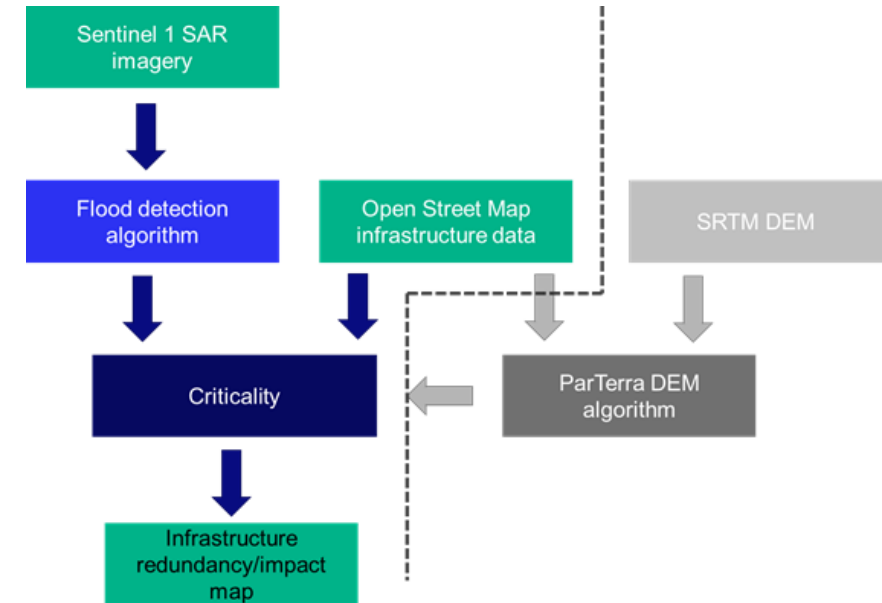 Sentinel 1 SAR
imagery
Flood detection
algorithm
Open Street Map
infrastructure data
SRTM DEM
Criticality
ParTerra DEM
algorithm
Infrastructure
redundancy/impact
map